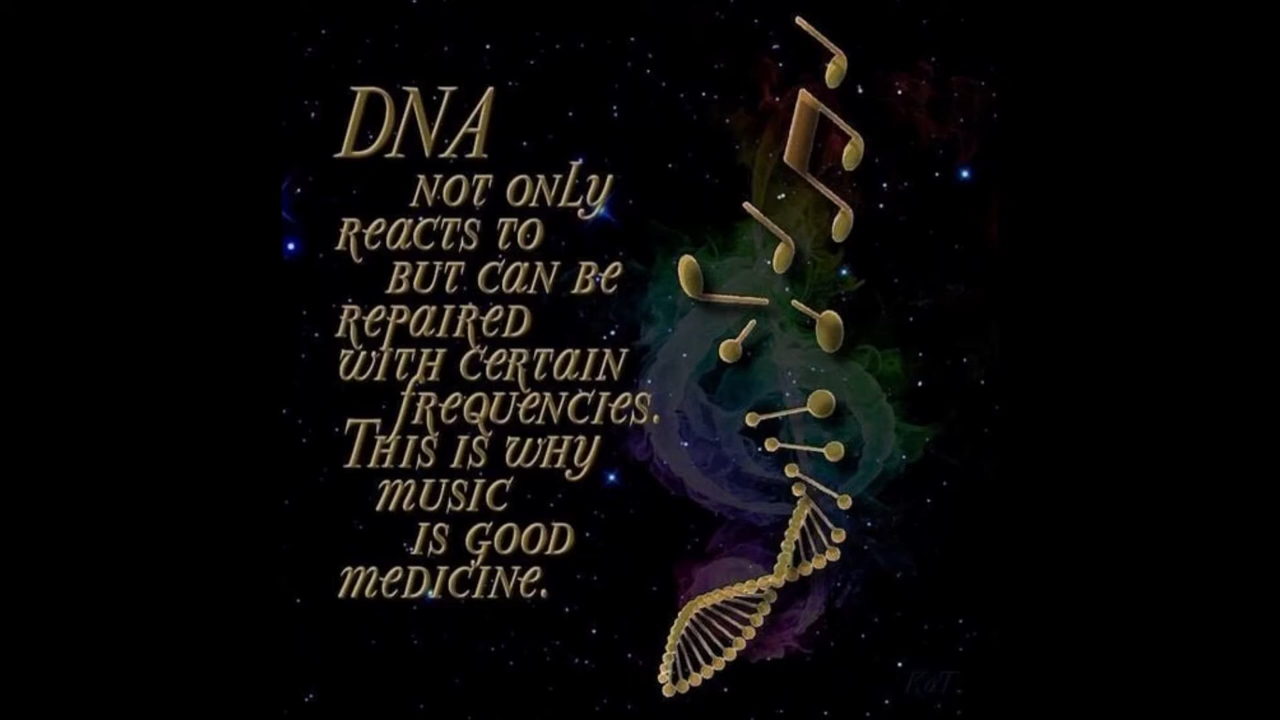 DNA
NOT ONLY
REACTS TO
BUT CAN BE
REPAIRED
WITH CERTAIN
FREQUENCIES.
THIS IS WHY
MUSIC
IS GOOD
MEDICINE.